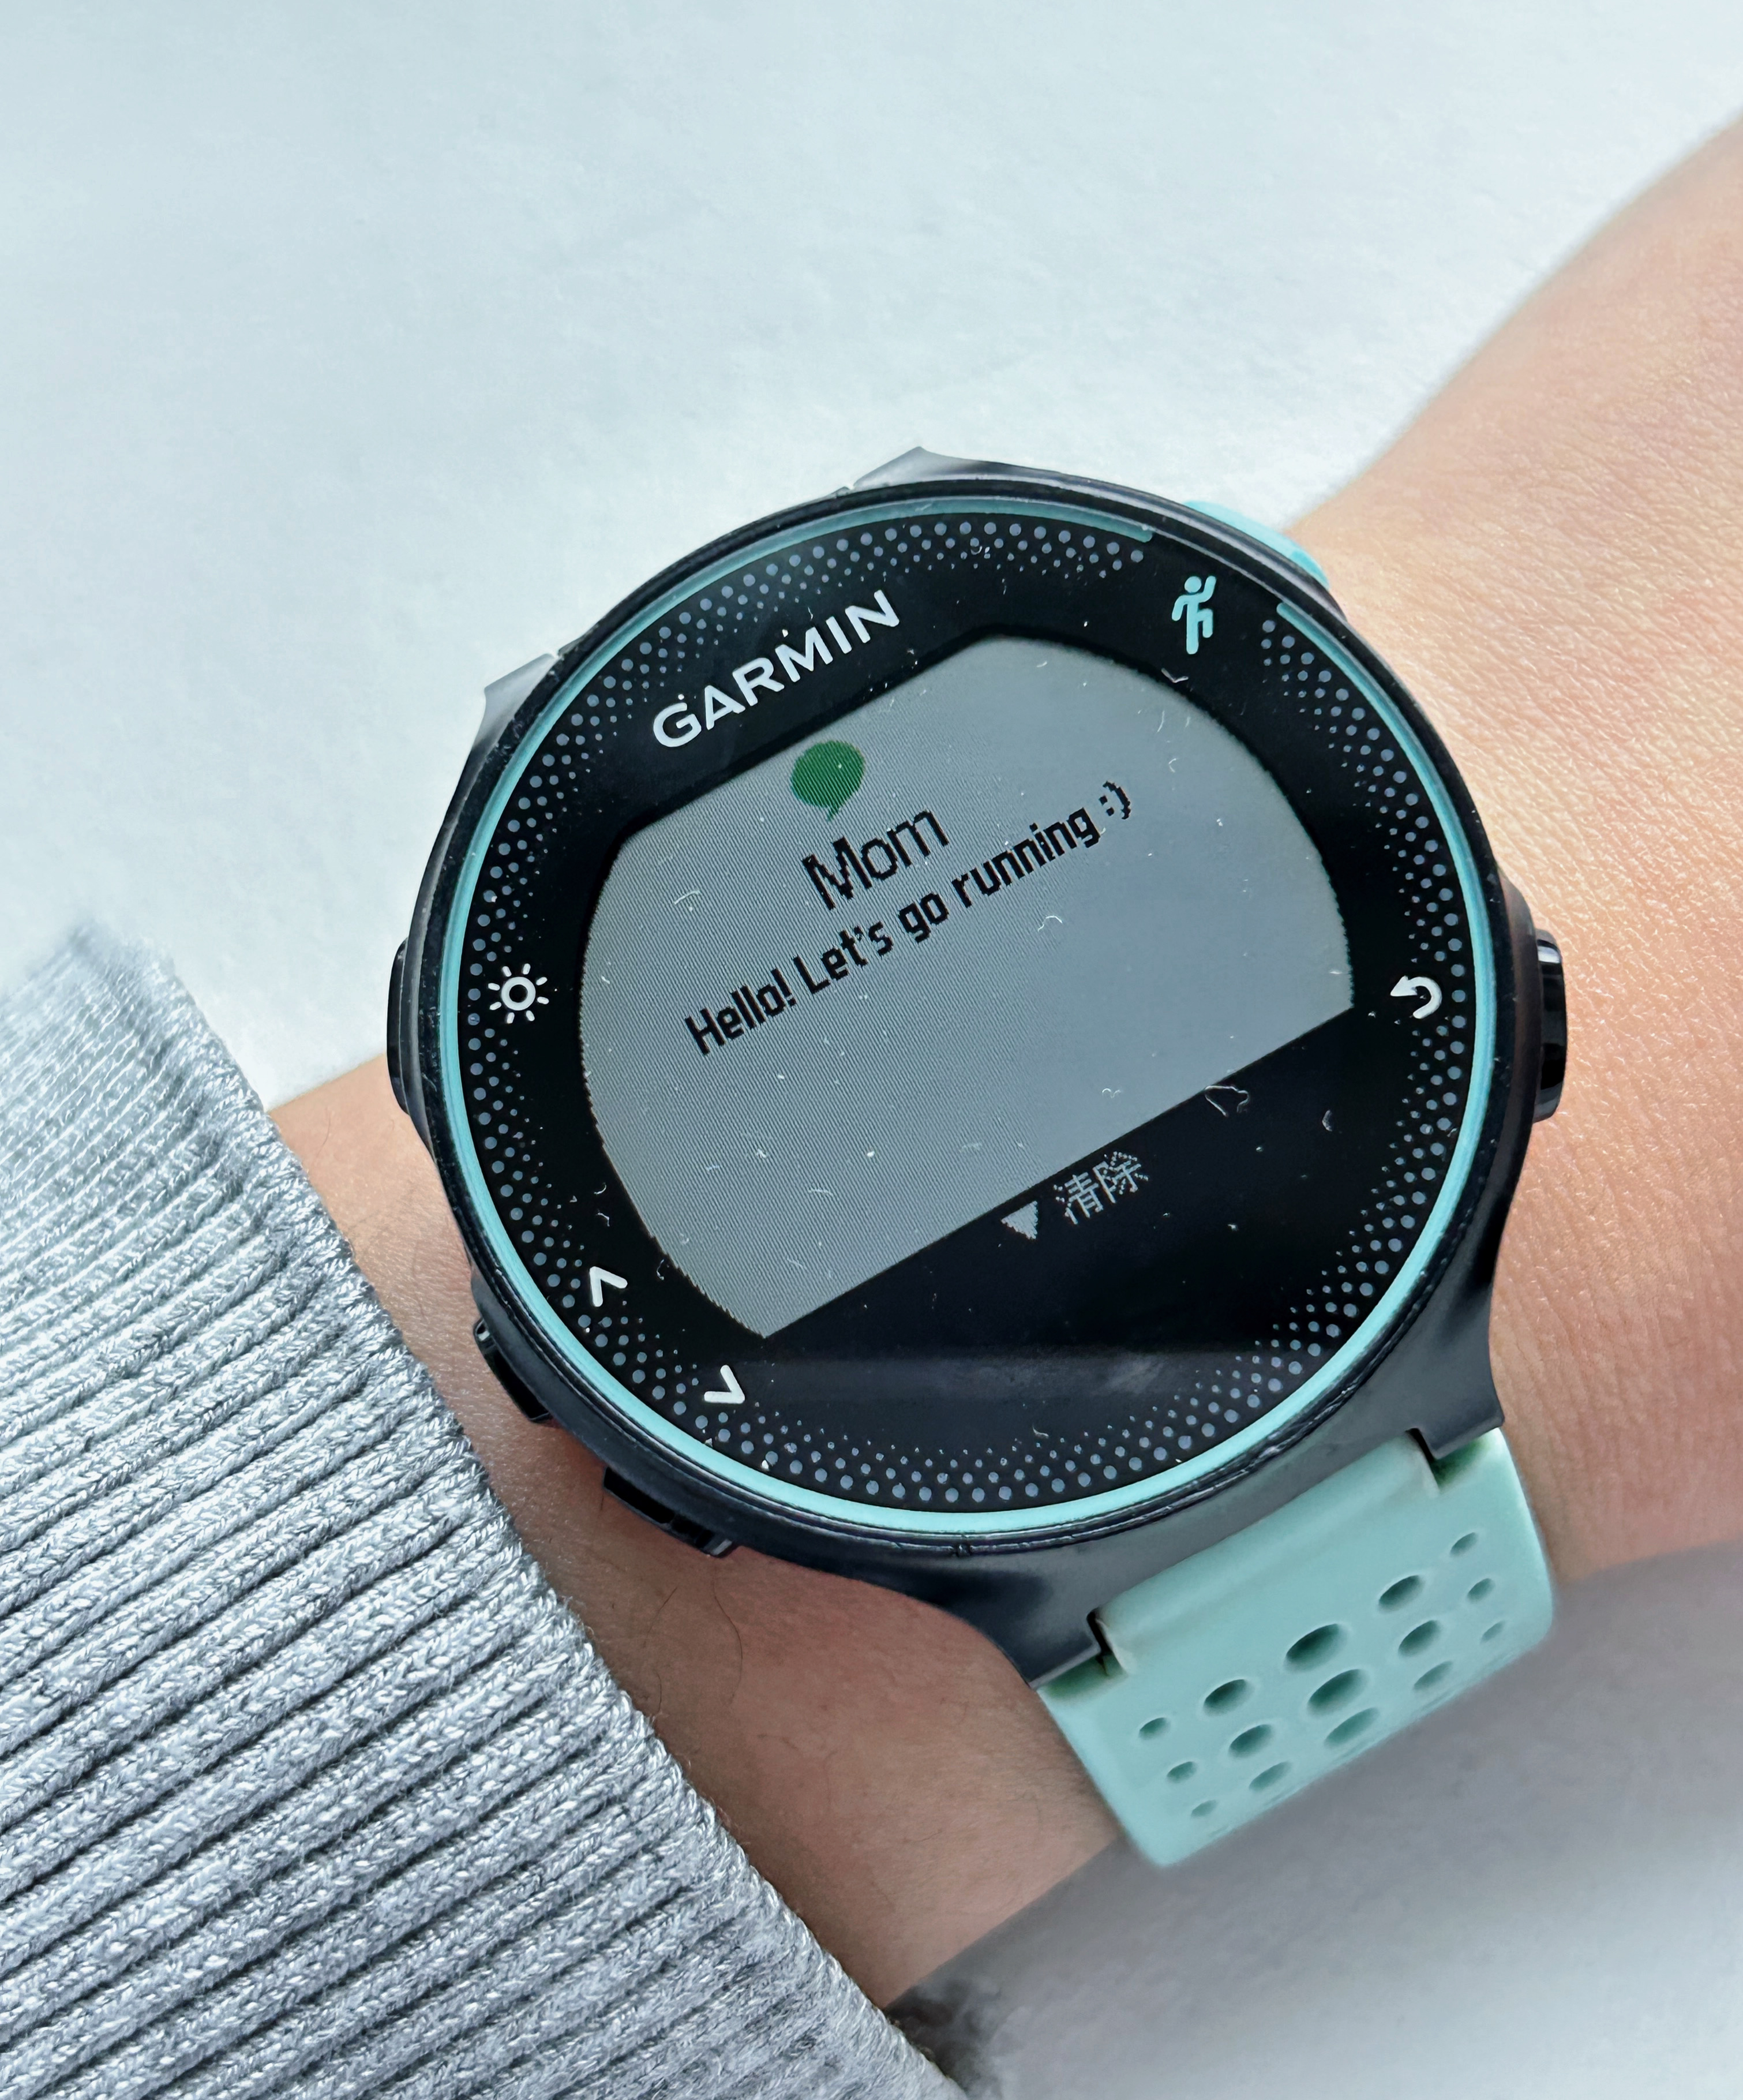 GARMIN
Mom
Hello! Let's go running :)
▼ 清除